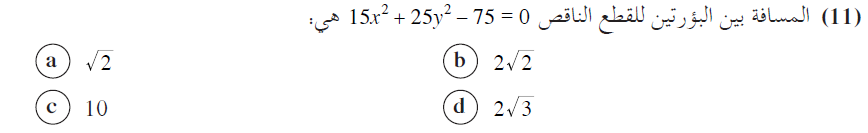 (11) المسافة بين البؤرتين للقطع الناقص 15x² + 25y² – 75 = 0 هي:
a √2 b 2√2
c 10 d 2√3